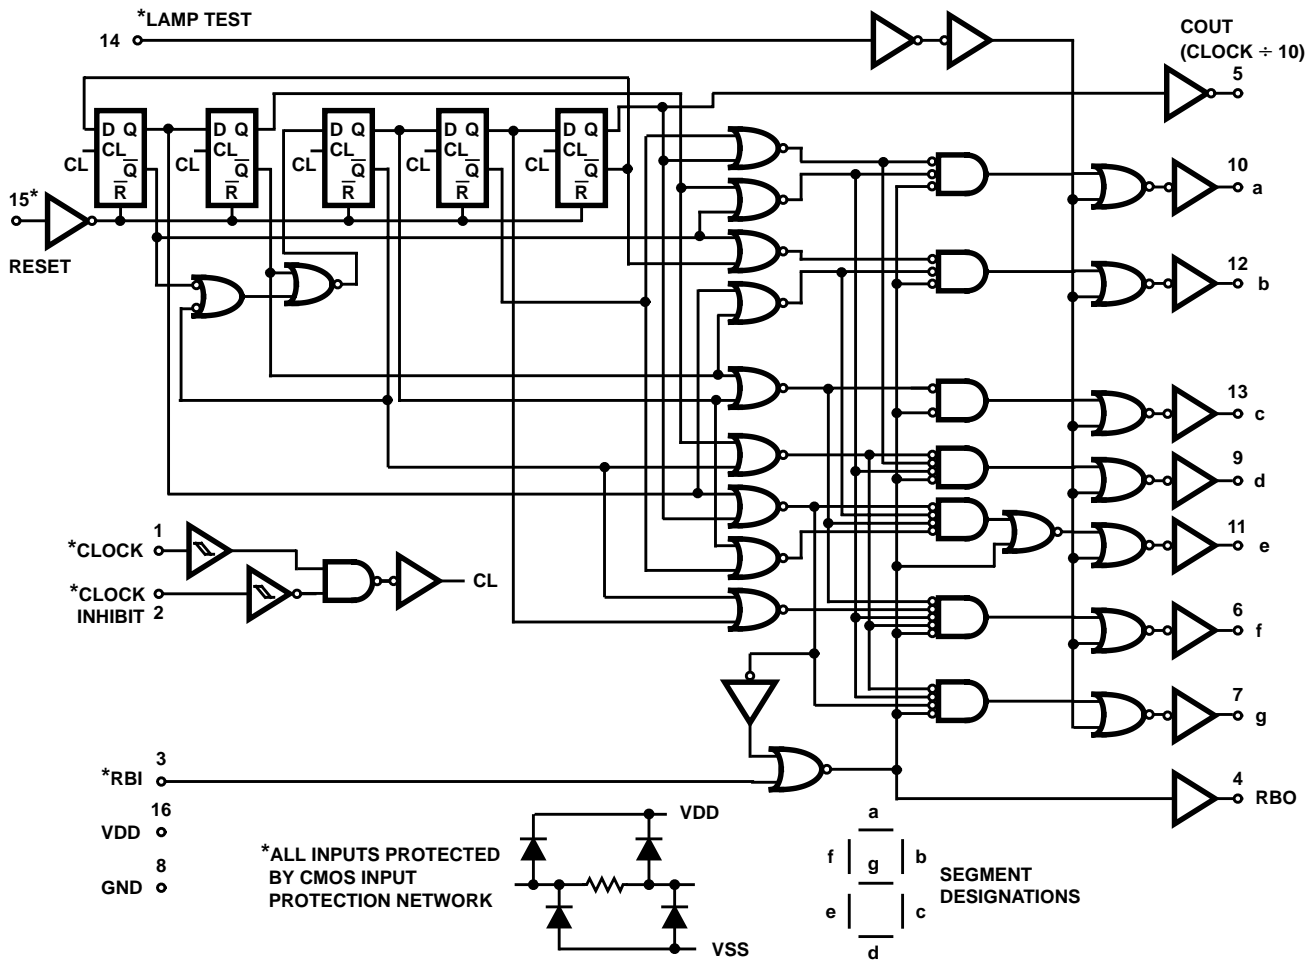 *LAMP TEST
14
COUT
(CLOCK ÷ 10)
5
D Q
CL
Q
R
CL
D Q
CL
Q
R
CL
D Q
CL
Q
R
CL
D Q
CL
Q
R
CL
D Q
CL
Q
R
CL
15*
RESET
10
a
12
b
13
c
9
d
11
e
6
f
7
g
4
RBO
1
*CLOCK
*CLOCK
INHIBIT 2
CL
3
*RBI
16
VDD
8
GND
*ALL INPUTS PROTECTED
BY CMOS INPUT
PROTECTION NETWORK
VDD
VSS
a
f g b
e c
d
SEGMENT
DESIGNATIONS